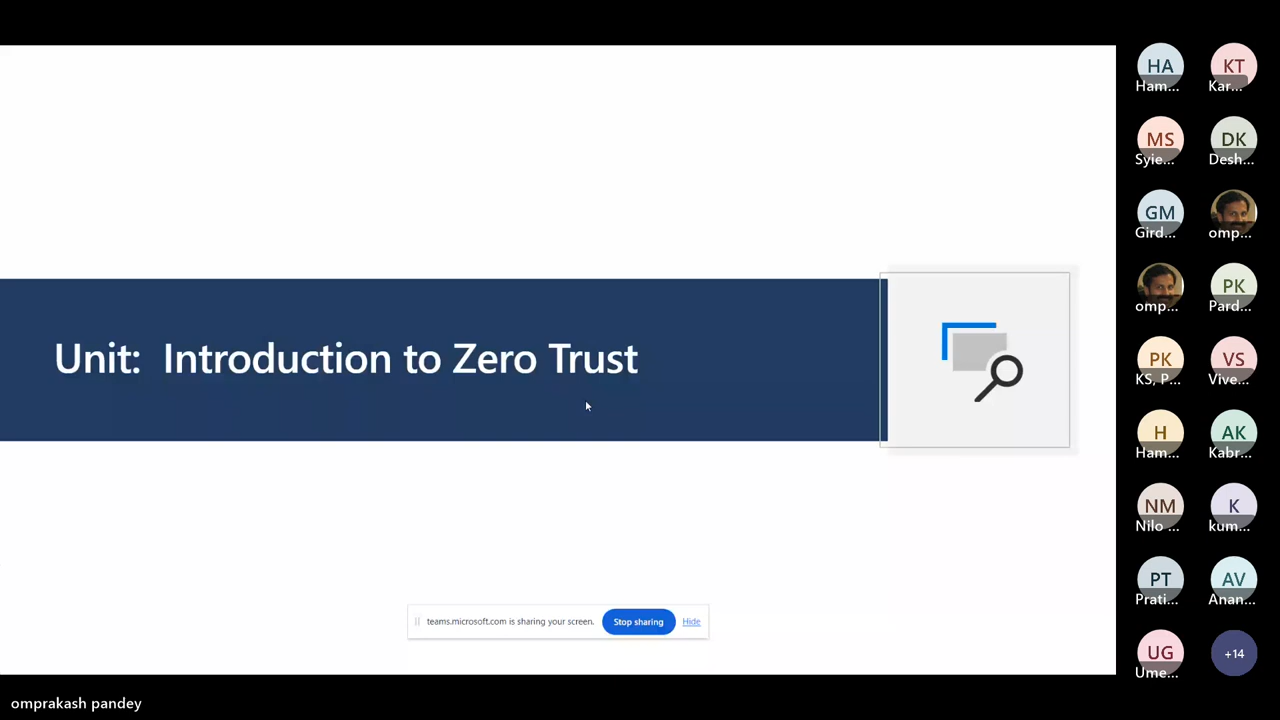 Unit: Introduction to Zero Trust
teams.microsoft.com is sharing your screen. Stop sharing Hide
HA KT
Ham... Kar...
MS DK
Syie... Desh...
GM
Gird... omp...
PK
omp... Pard...
PK VS
KS, P... Vive...
H AK
Ham... Kabr...
NM K
Nilo ... kum...
PT AV
Prati... Anan...
UG +14
Ume...
omprakash pandey